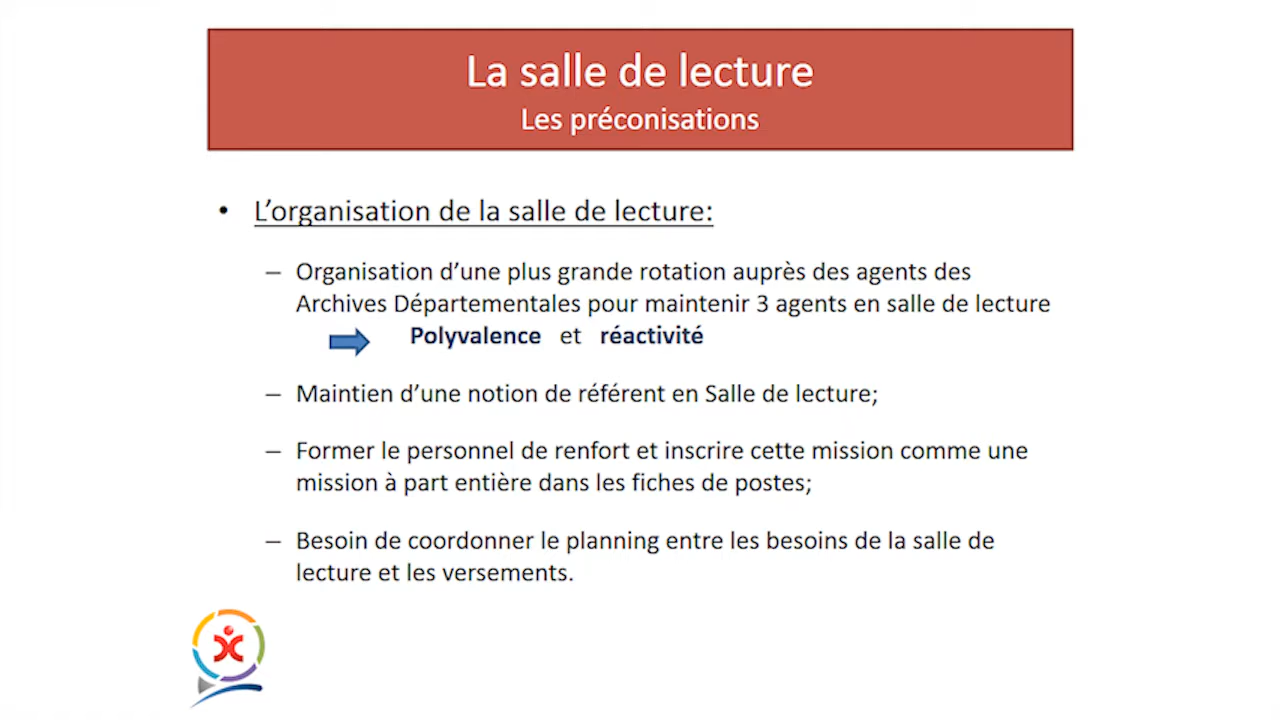 La salle de lecture
Les préconisations
• L'organisation de la salle de lecture:
– Organisation d'une plus grande rotation auprès des agents des
Archives Départementales pour maintenir 3 agents en salle de lecture
Polyvalence et réactivité
– Maintien d'une notion de référent en Salle de lecture;
– Former le personnel de renfort et inscrire cette mission comme une
mission à part entière dans les fiches de postes;
– Besoin de coordonner le planning entre les besoins de la salle de
lecture et les versements.